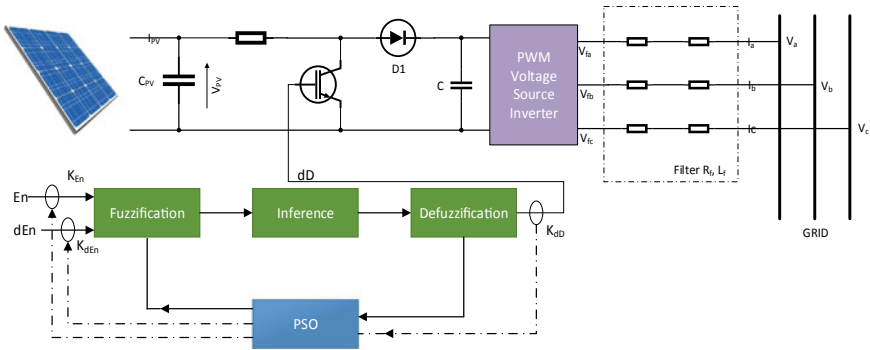 I_PV
C_PV
V_PV
D1
C
PWM
Voltage
Source
Inverter
V_fa
V_fb
V_fc
I_a
I_b
Ic
V_a
V_b
V_c
Filter R_f, L_f
GRID
dD
K_En
En
dEn
K_dEn
Fuzzification
Inference
Defuzzification
K_dD
PSO